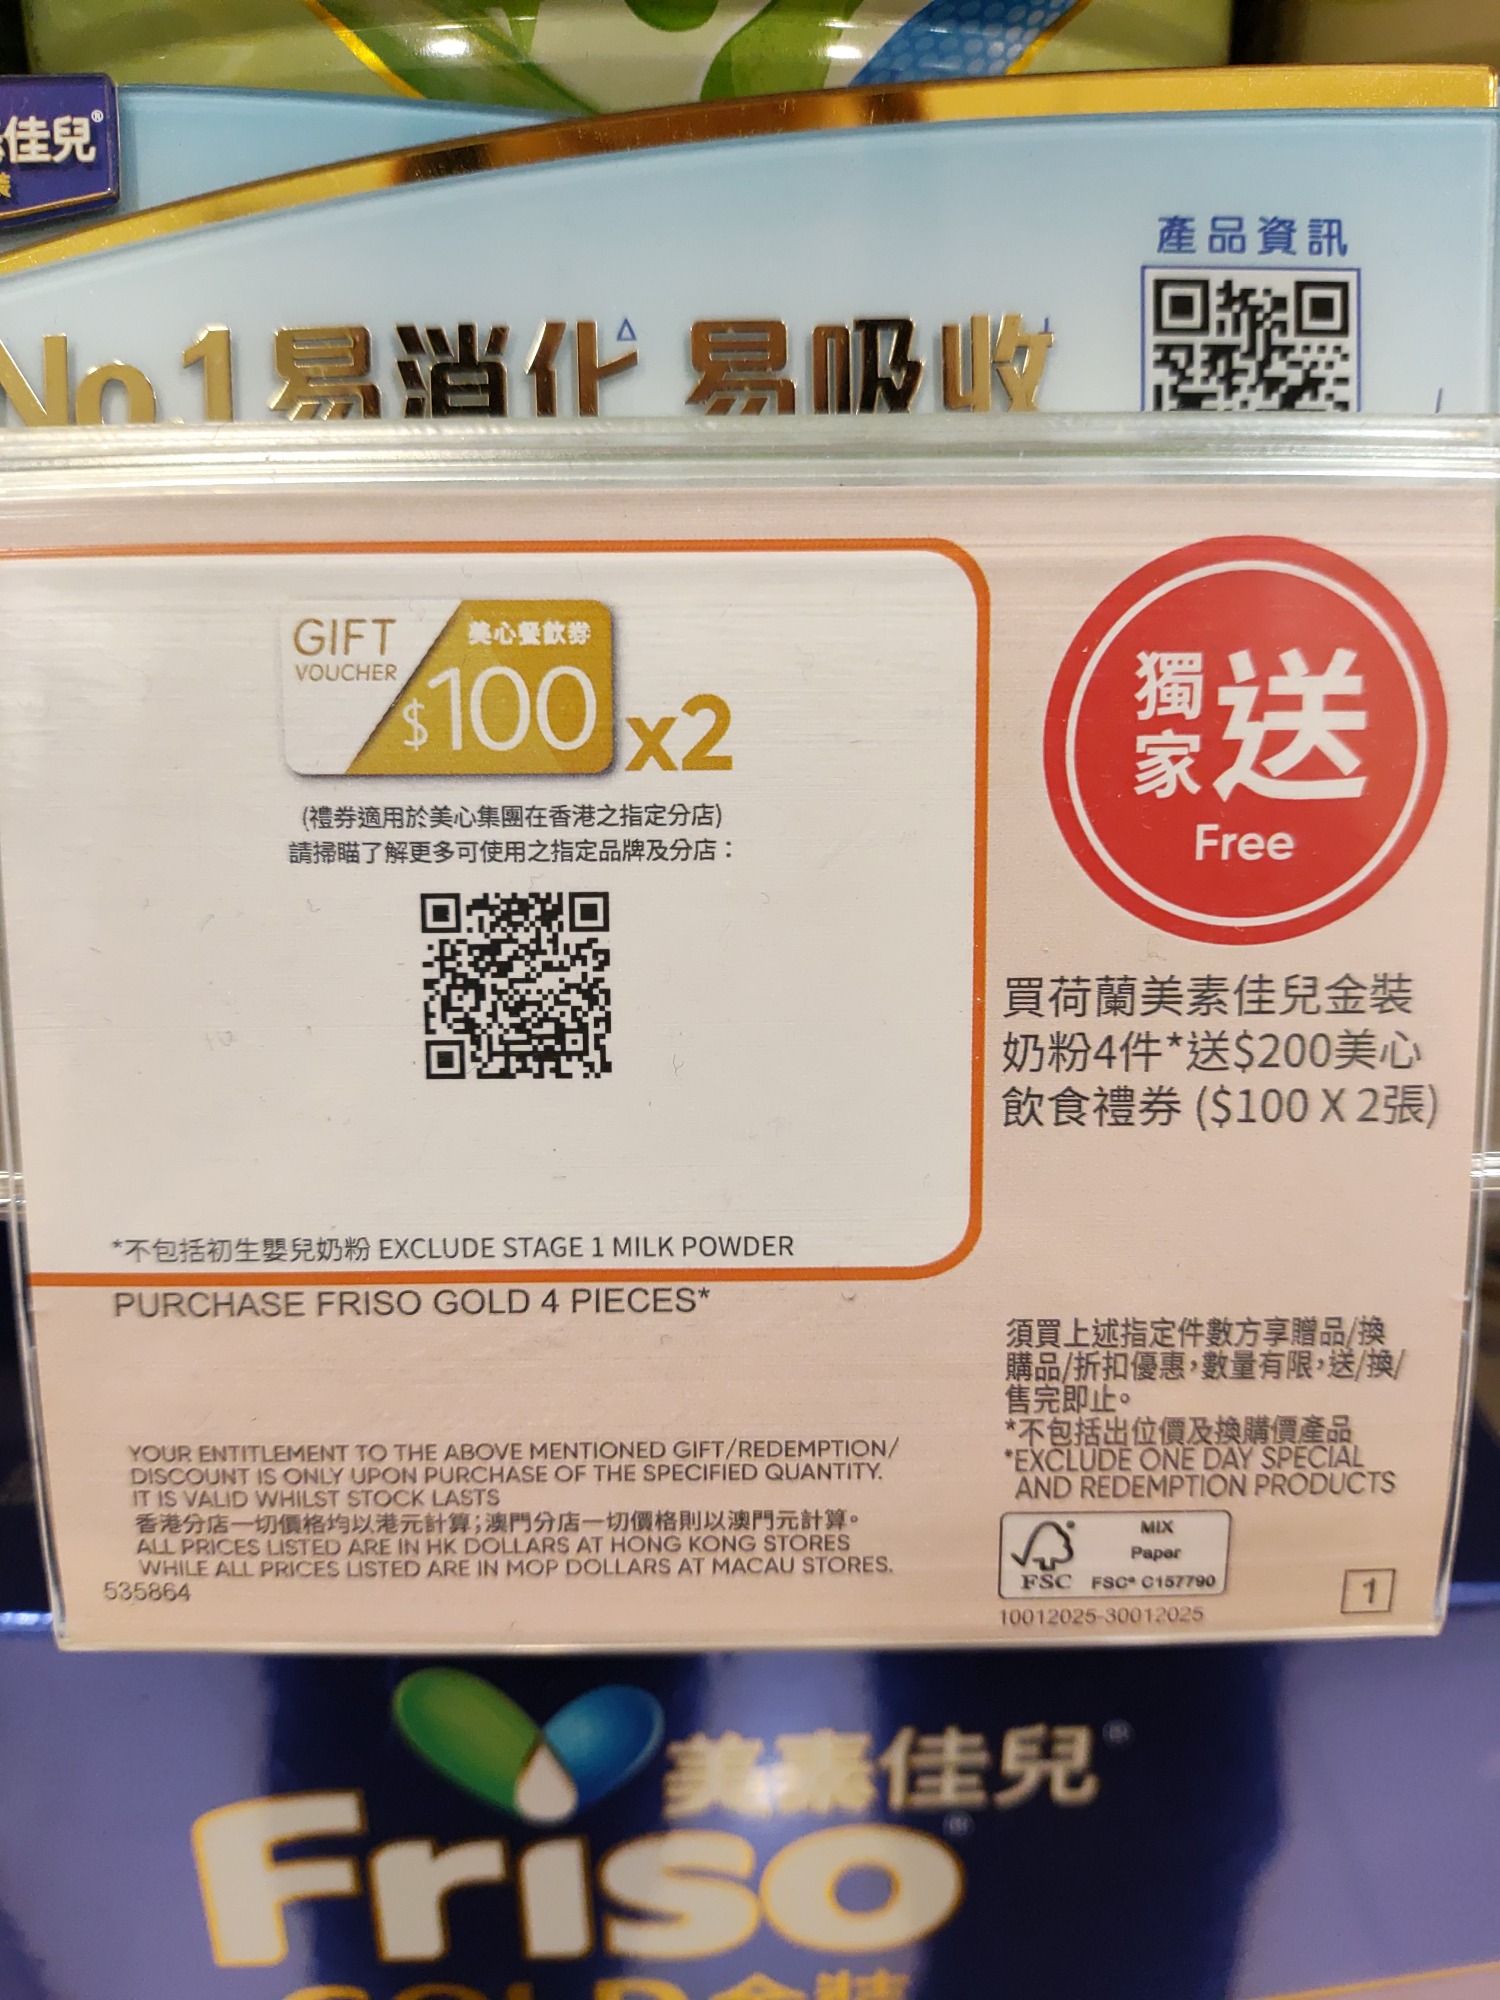 佳兒®
產品資訊
No.1易消化△ 易吸收
GIFT
VOUCHER
美心餐飲券
$100 x2
(禮券適用於美心集團在香港之指定分店)
請掃瞄了解更多可使用之指定品牌及分店：
*不包括初生嬰兒奶粉 EXCLUDE STAGE 1 MILK POWDER
PURCHASE FRISO GOLD 4 PIECES*
獨家送
Free
買荷蘭美素佳兒金裝
奶粉4件*送$200美心
飲食禮券 ($100 X 2張)
須買上述指定件數方享贈品/換
購品/折扣優惠，數量有限，送/換/
售完即止。
*不包括出位價及換購價產品
*EXCLUDE ONE DAY SPECIAL
AND REDEMPTION PRODUCTS
YOUR ENTITLEMENT TO THE ABOVE MENTIONED GIFT/REDEMPTION/
DISCOUNT IS ONLY UPON PURCHASE OF THE SPECIFIED QUANTITY.
IT IS VALID WHILST STOCK LASTS
香港分店一切價格均以港元計算；澳門分店一切價格則以澳門元計算。
ALL PRICES LISTED ARE IN HK DOLLARS AT HONG KONG STORES
WHILE ALL PRICES LISTED ARE IN MOP DOLLARS AT MACAU STORES.
535864
MIX
Paper
FSC FSC® C157790
10012025-30012025
1
美素佳兒®
Friso®
GOLD金裝